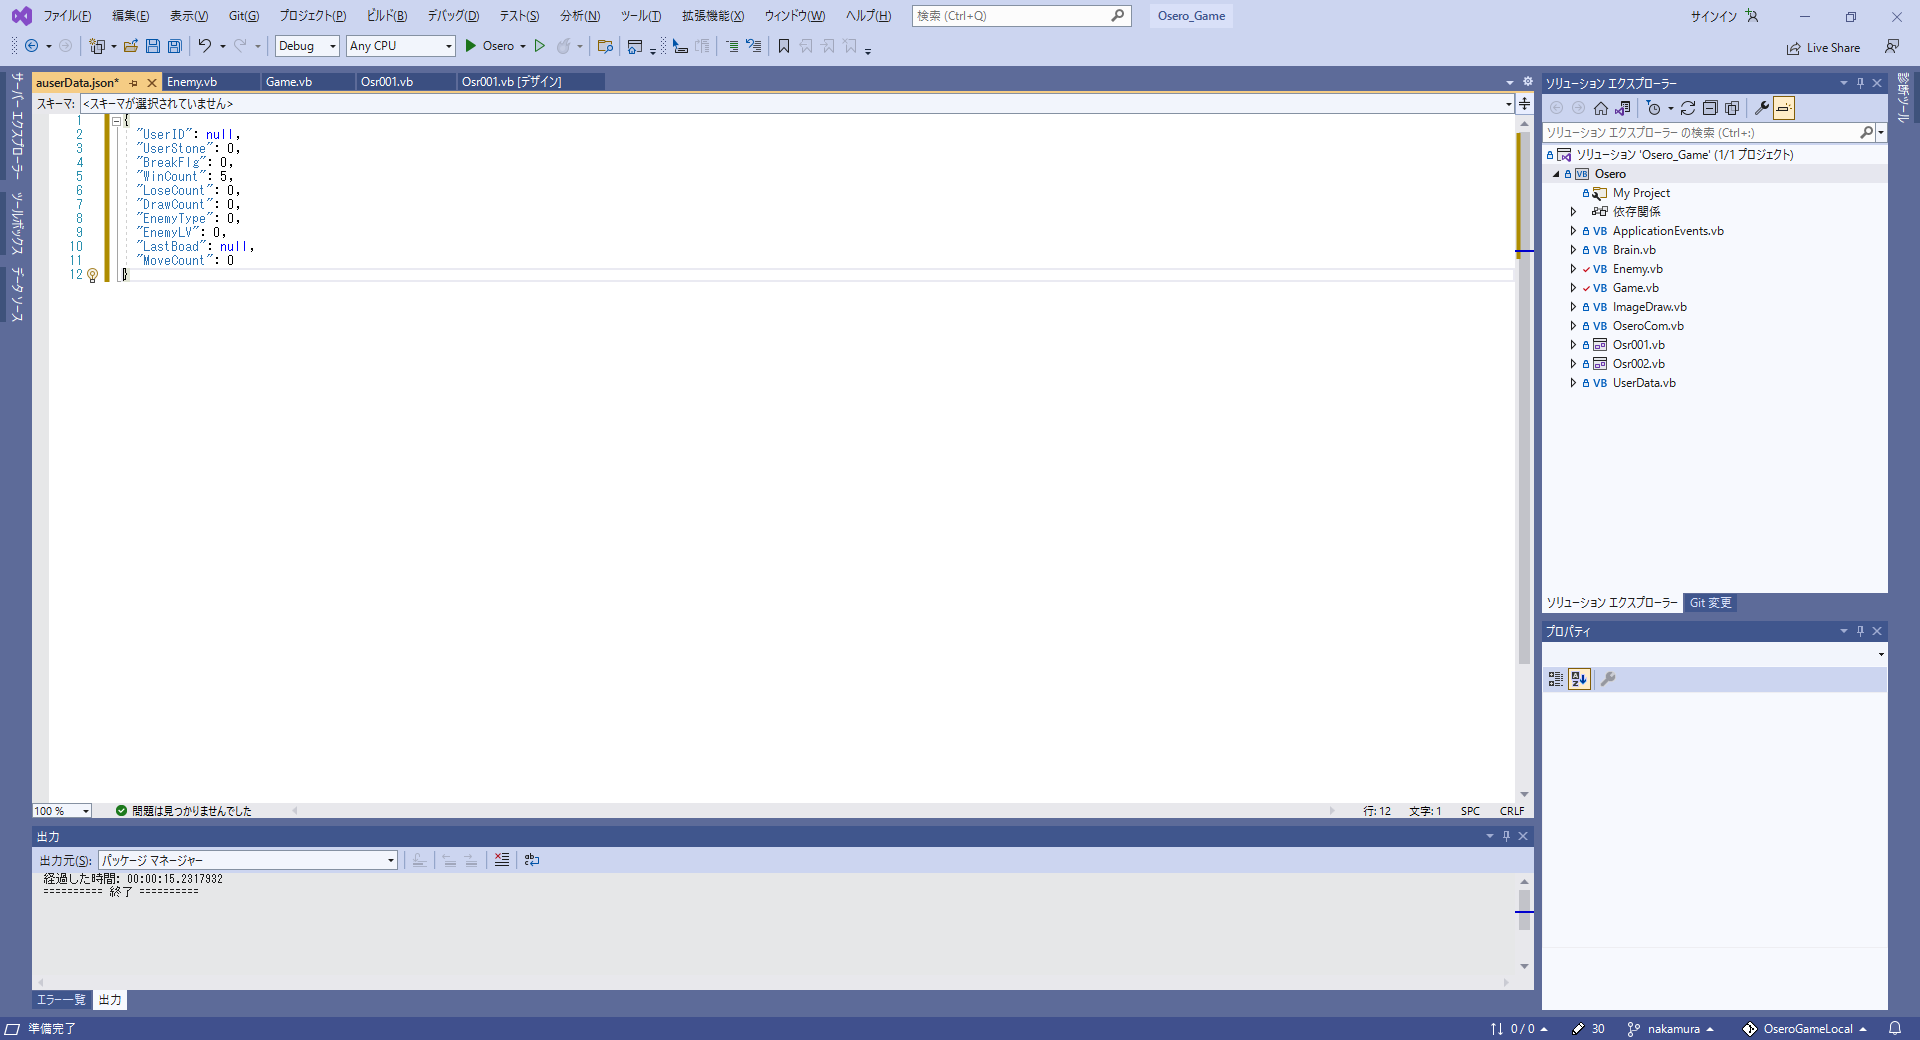 ファイル(F) 編集(E) 表示(V) Git(G) プロジェクト(P) ビルド(B) デバッグ(D) テスト(S) 分析(N) ツール(T) 拡張機能(X) ウィンドウ(W) ヘルプ(H) 検索 (Ctrl+Q) Osero_Game サインイン
Debug Any CPU Osero Live Share
サーバー エクスプローラー
ツールボックス
データ ソース
auserData.json* Enemy.vb Game.vb Osr001.vb Osr001.vb [デザイン]
スキーマ: <スキーマが選択されていません>
1 {
2 "UserID": null,
3 "UserStone": 0,
4 "BreakFlg": 0,
5 "WinCount": 5,
6 "LoseCount": 0,
7 "DrawCount": 0,
8 "EnemyType": 0,
9 "EnemyLV": 0,
10 "LastBoad": null,
11 "MoveCount": 0
12 }
100 % 問題は見つかりませんでした 行: 12 文字: 1 SPC CRLF
出力
出力元(S): パッケージ マネージャー
経過した時間: 00:00:15.2317932
========== 終了 ==========
エラー一覧 出力
ソリューション エクスプローラー
ソリューション エクスプローラー の検索 (Ctrl+;)
ソリューション 'Osero_Game' (1/1 プロジェクト)
VB Osero
My Project
依存関係
VB ApplicationEvents.vb
VB Brain.vb
VB Enemy.vb
VB Game.vb
VB ImageDraw.vb
VB OseroCom.vb
Osr001.vb
Osr002.vb
VB UserData.vb
ソリューション エクスプローラー Git 変更
プロパティ
診断ツール
準備完了 0 / 0 30 nakamura OseroGameLocal